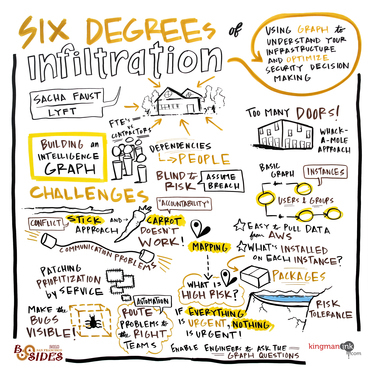 SIX DEGREES of
Infiltration
USING GRAPH to
UNDERSTAND YOUR
INFRASTRUCTURE
AND OPTIMIZE
SECURITY DECISION
MAKING
SACHA FAUST
LYFT
FTE's
CONTRACTORS
TOO MANY DOORS!
WHACK-
A-MOLE
APPROACH
BUILDING an
INTELLIGENCE
GRAPH
DEPENDENCIES
PEOPLE
BLIND to
RISK
ASSUME
BREACH
"ACCOUNTABILITY"
BASIC
GRAPH
INSTANCES
USERS & GROUPS
CHALLENGES
CONFLICT
STICK and
APPROACH
CARROT
DOESN'T
WORK!
COMMUNICATION PROBLEMS
MAPPING
EASY to PULL DATA
from AWS
WHAT'S INSTALLED
ON EACH INSTANCE?
PACKAGES
PATCHING
PRIORITIZATION
by SERVICE
WHAT IS
HIGH RISK?
RISK
TOLERANCE
MAKE the
BUGS
VISIBLE!
AUTOMATION
ROUTE
PROBLEMS to
the RIGHT
TEAMS
IF EVERYTHING
IS URGENT, NOTHING
IS URGENT!
ENABLE ENGINEER to ASK THE
GRAPH QUESTIONS
BSIDES
kingmanink
.com